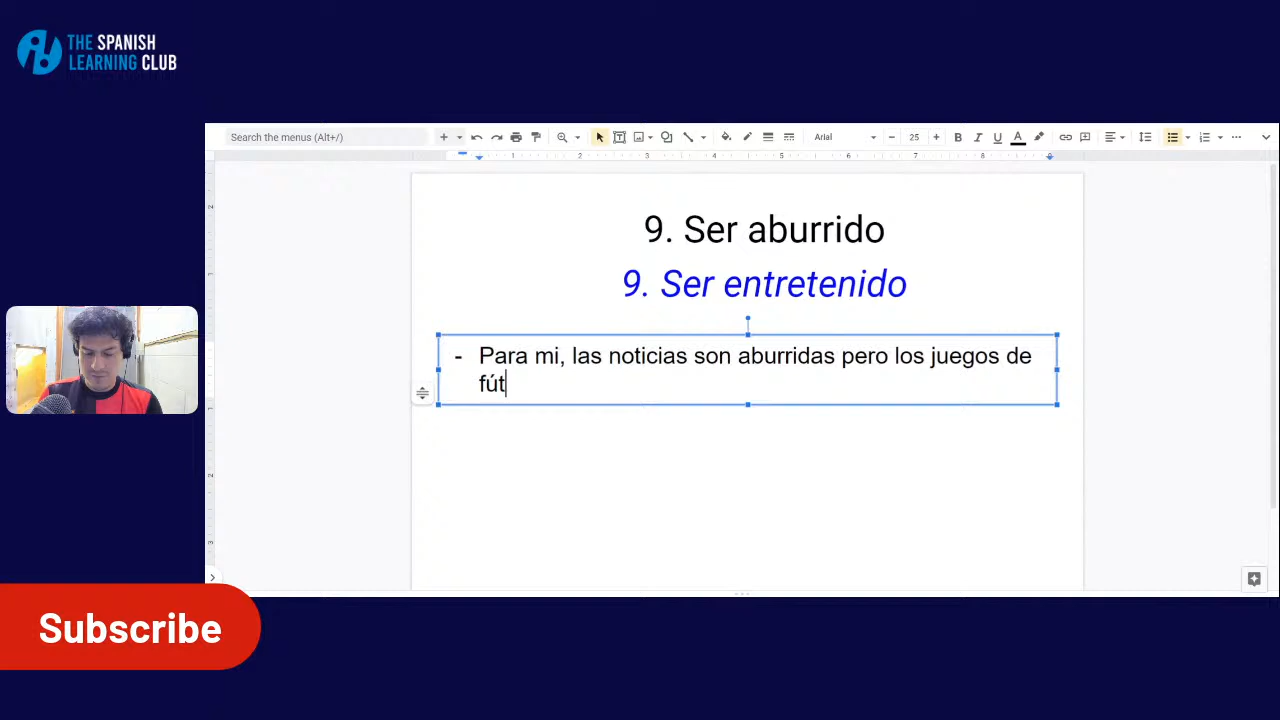 THE SPANISH
LEARNING CLUB
Search the menus (Alt+/)
Arial
25
9. Ser aburrido
9. Ser entretenido
- Para mi, las noticias son aburridas pero los juegos de
fút
Subscribe